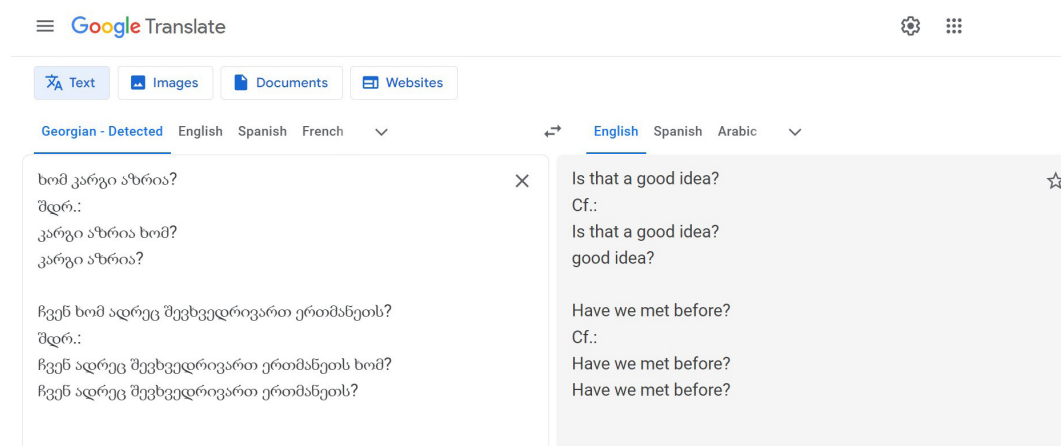 Google Translate
Text Images Documents Websites
Georgian - Detected English Spanish French
English Spanish Arabic
ხომ კარგი აზრია?
შდრ.:
კარგი აზრია ხომ?
კარგი აზრია?
ჩვენ ხომ ადრეც შევხვედრივართ ერთმანეთს?
შდრ.:
ჩვენ ადრეც შევხვედრივართ ერთმანეთს ხომ?
ჩვენ ადრეც შევხვედრივართ ერთმანეთს?
Is that a good idea?
Cf.:
Is that a good idea?
good idea?
Have we met before?
Cf.:
Have we met before?
Have we met before?